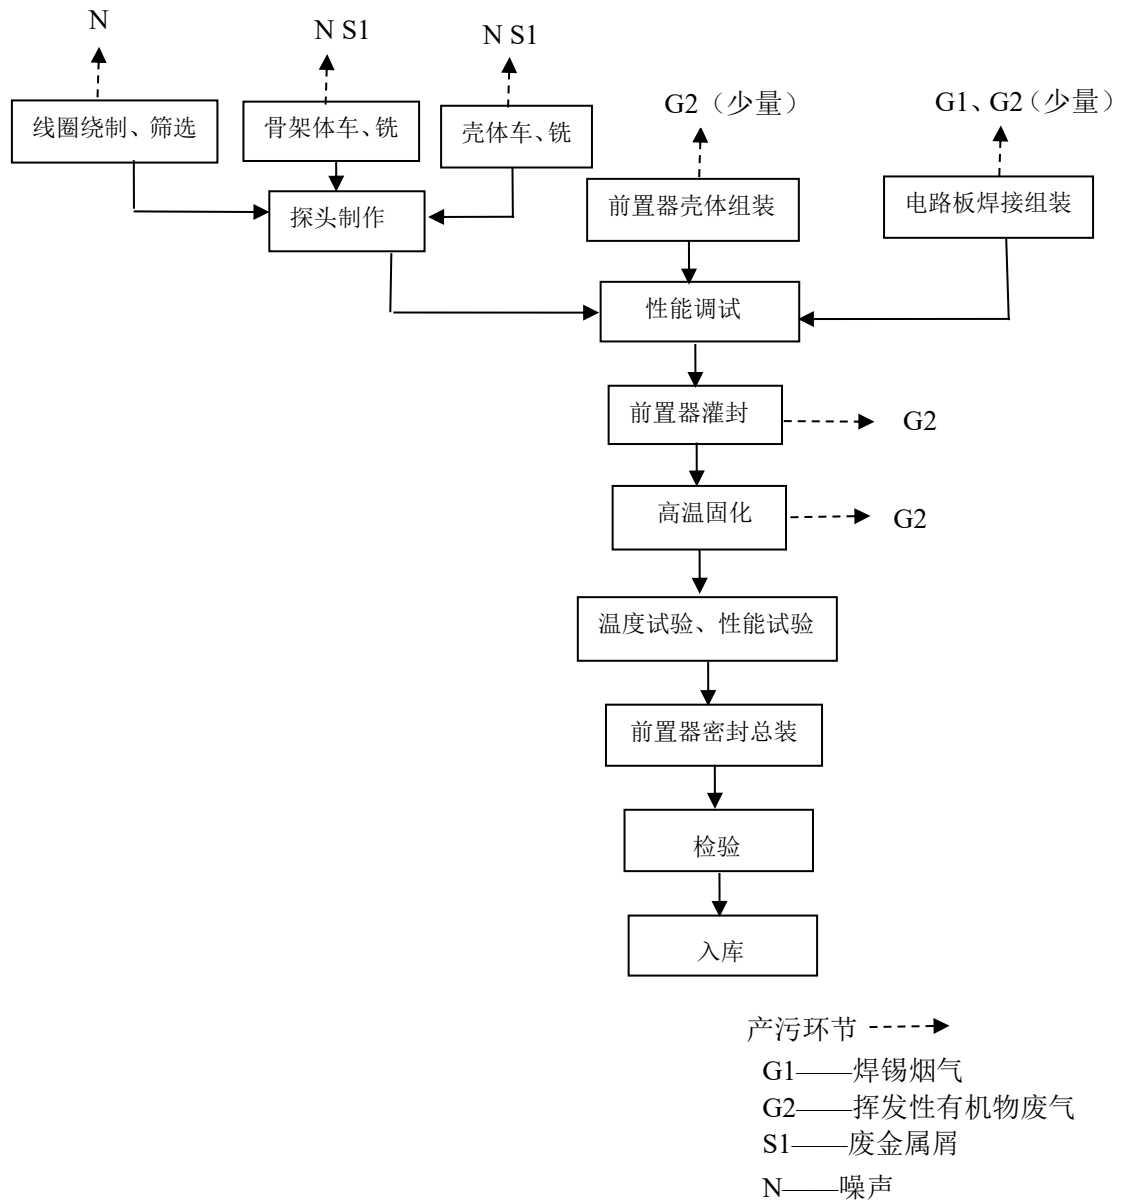 N
N S1
N S1
G2（少量）
G1、G2（少量）
线圈绕制、筛选
骨架体车、铣
壳体车、铣
前置器壳体组装
电路板焊接组装
探头制作
性能调试
前置器灌封
G2
高温固化
G2
温度试验、性能试验
前置器密封总装
检验
入库
产污环节
G1——焊锡烟气
G2——挥发性有机物废气
S1——废金属屑
N——噪声